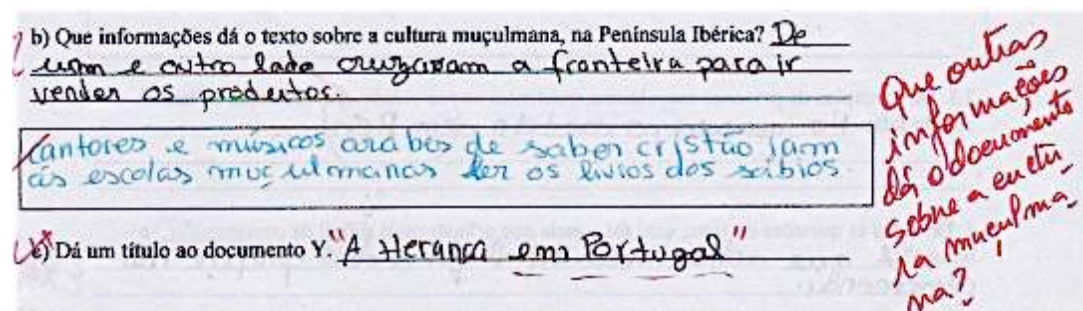 b) Que informações dá o texto sobre a cultura muçulmana, na Península Ibérica? De
um e outro lado cruzavam a fronteira para ir
vender os produtos.
Cantores e músicos arabes de saber cristão iam
ás escolas muçulmanas ler os livros dos sábios.
c) Dá um título ao documento Y. "A Herança em Portugal"
Que outras
informações
dá o documento
sobre a cultu
ra muculma
na?